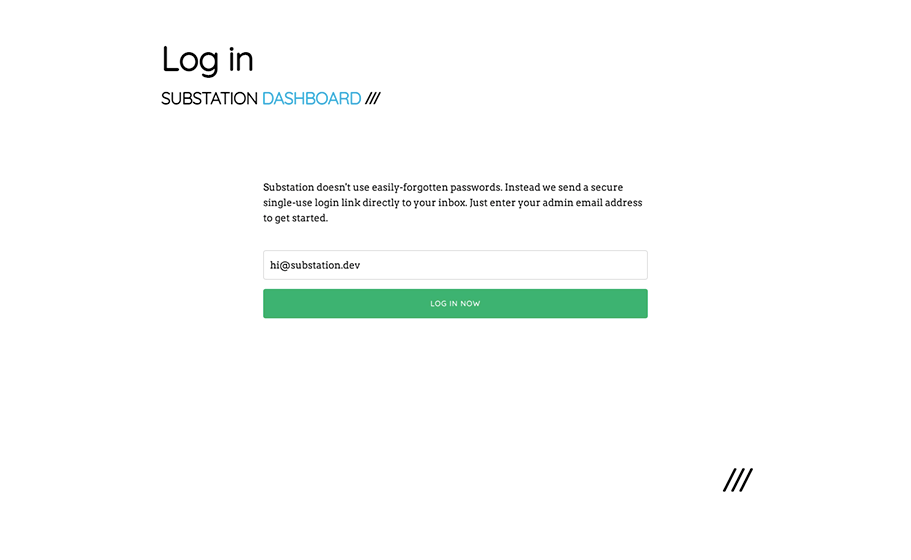 Log in
SUBSTATION DASHBOARD ///
Substation doesn't use easily-forgotten passwords. Instead we send a secure
single-use login link directly to your inbox. Just enter your admin email address
to get started.
hi@substation.dev
LOG IN NOW
///